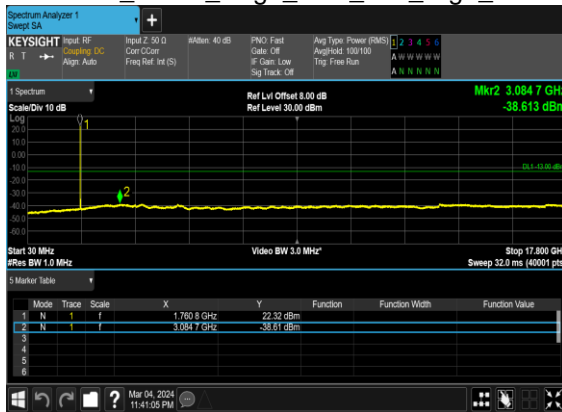 Spectrum Analyzer 1
Swept SA
+
KEYSIGHT Input: RF Input Z: 50 Ω #Atten: 40 dB PNO: Fast Avg Type: Power (RMS) 1 2 3 4 5 6
R T Coupling: DC Corr CCorr Gate: Off Avg|Hold: 100/100 A W W W W W
Align: Auto Freq Ref: Int (S) IF Gain: Low Trig: Free Run
Sig Track: Off A N N N N N
1 Spectrum Ref Lvl Offset 8.00 dB Mkr2 3.084 7 GHz
Scale/Div 10 dB Ref Level 30.00 dBm -38.613 dBm
Log
20.0
10.0
0.00
-10.0
-20.0
-30.0
-40.0
-50.0
-60.0
1
DL1 -13.00 dBm
2
Start 30 MHz Video BW 3.0 MHz* Stop 17.800 GHz
#Res BW 1.0 MHz Sweep 32.0 ms (40001 pts)
5 Marker Table
Mode Trace Scale X Y Function Function Width Function Value
1 N 1 f 1.760 8 GHz 22.32 dBm
2 N 1 f 3.084 7 GHz -38.61 dBm
3
4
5
6
? Mar 04, 2024
11:41:05 PM